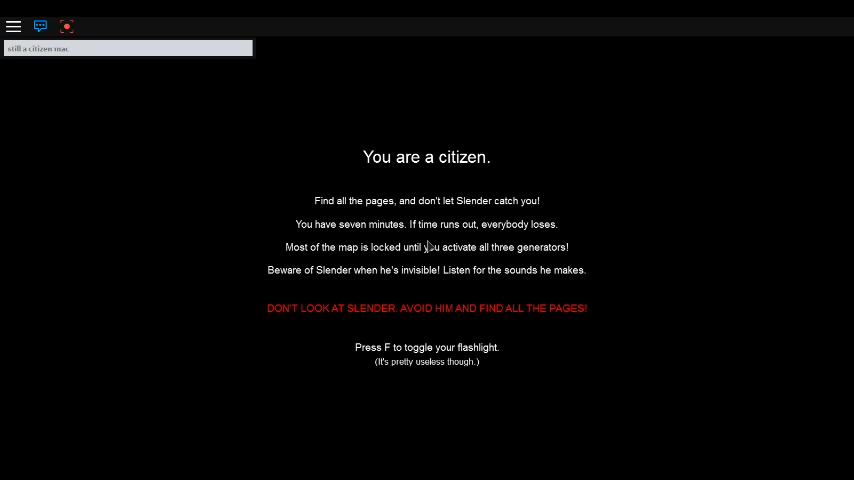 still a citizen mac
You are a citizen.
Find all the pages, and don't let Slender catch you!
You have seven minutes. If time runs out, everybody loses.
Most of the map is locked until you activate all three generators!
Beware of Slender when he's invisible! Listen for the sounds he makes.
DON'T LOOK AT SLENDER. AVOID HIM AND FIND ALL THE PAGES!
Press F to toggle your flashlight.
(It's pretty useless though.)